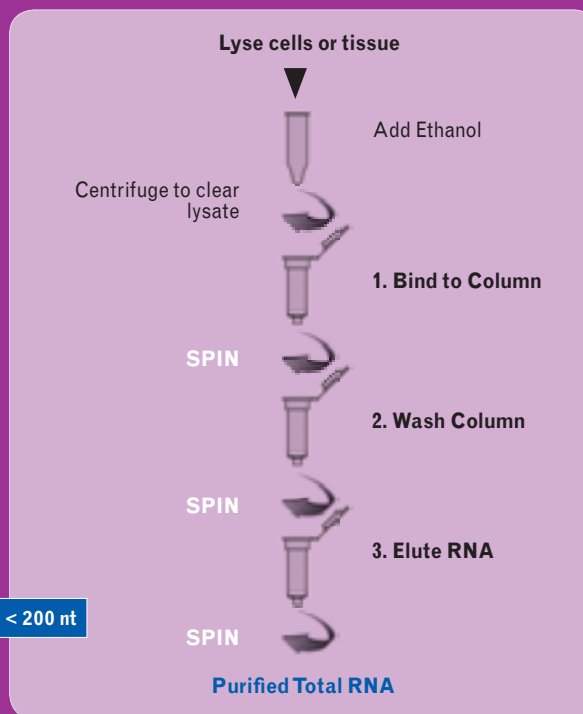 Lyse cells or tissue
Add Ethanol
Centrifuge to clear
lysate
1. Bind to Column
SPIN
2. Wash Column
SPIN
3. Elute RNA
< 200 nt
SPIN
Purified Total RNA